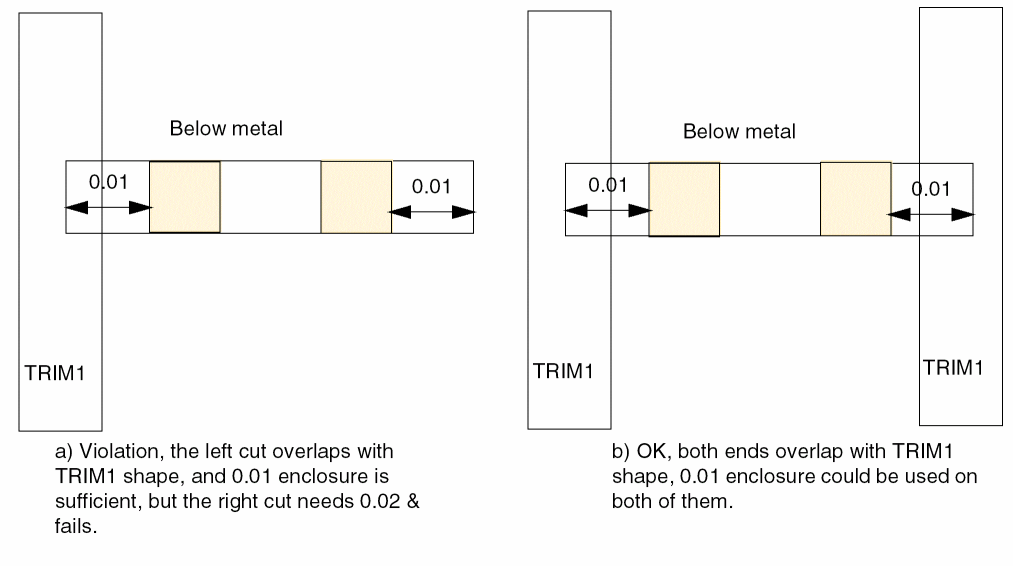 Below metal
0.01
0.01
TRIM1
a) Violation, the left cut overlaps with
TRIM1 shape, and 0.01 enclosure is
sufficient, but the right cut needs 0.02 &
fails.
Below metal
0.01
0.01
TRIM1
TRIM1
b) OK, both ends overlap with TRIM1
shape, 0.01 enclosure could be used on
both of them.